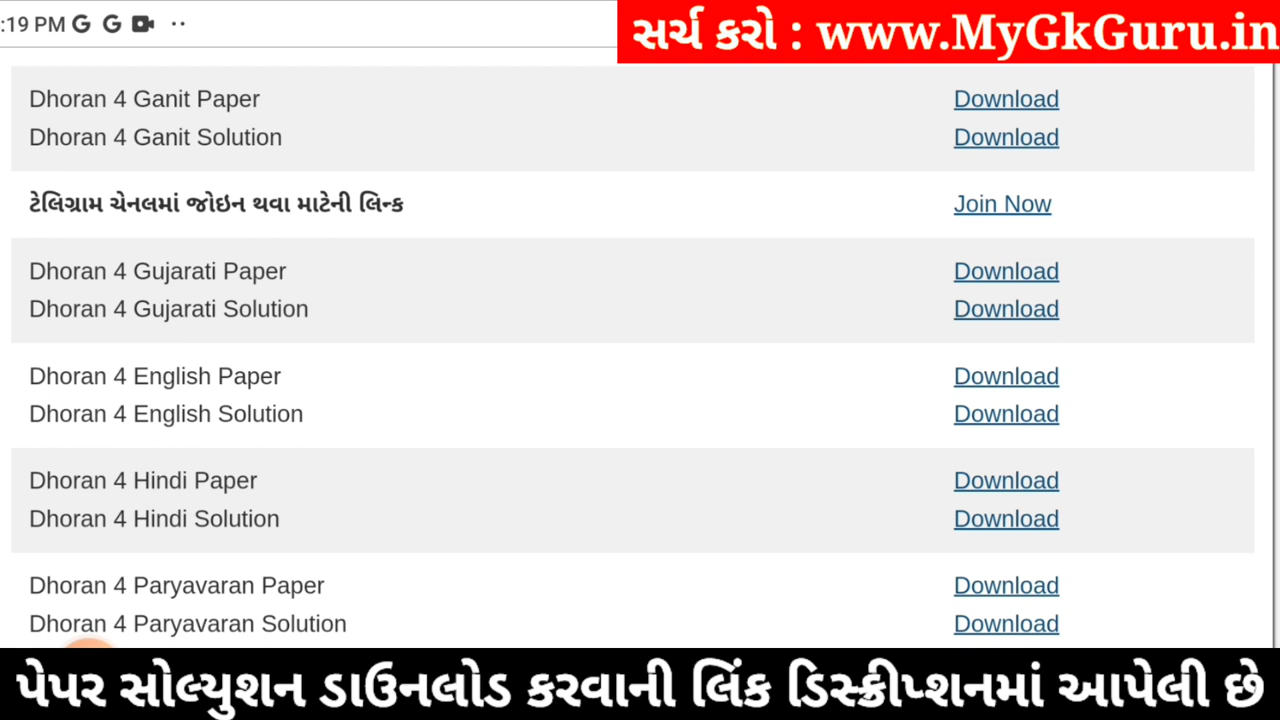 :19 PM G G ··
સર્ચ કરો : www.MyGkGuru.in
Dhoran 4 Ganit Paper Download
Dhoran 4 Ganit Solution Download
ટેલિગ્રામ ચેનલમાં જોઇન થવા માટેની લિન્ક Join Now
Dhoran 4 Gujarati Paper Download
Dhoran 4 Gujarati Solution Download
Dhoran 4 English Paper Download
Dhoran 4 English Solution Download
Dhoran 4 Hindi Paper Download
Dhoran 4 Hindi Solution Download
Dhoran 4 Paryavaran Paper Download
Dhoran 4 Paryavaran Solution Download
પેપર સોલ્યુશન ડાઉનલોડ કરવાની લિંક ડિસ્ક્રીપ્શનમાં આપેલી છે